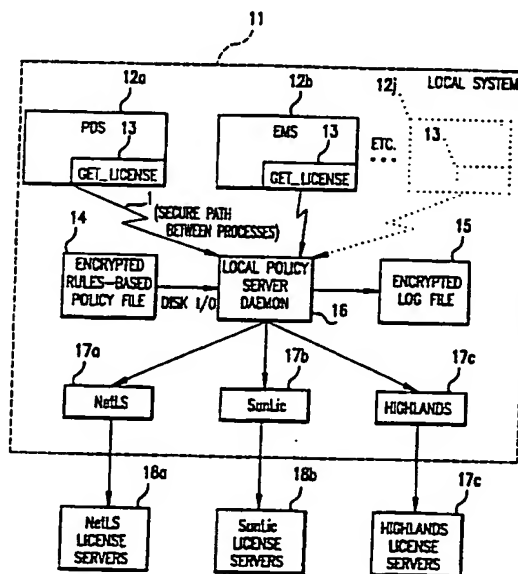 11
12a
12b
12j
LOCAL SYSTEM
PDS
13
GET_LICENSE
EMS
13
GET_LICENSE
ETC.
...
13
1
(SECURE PATH
BETWEEN PROCESSES)
14
ENCRYPTED
RULES-BASED
POLICY FILE
DISK I/O
LOCAL POLICY
SERVER
DAEMON
16
15
ENCRYPTED
LOG FILE
17a
NetLS
17b
SunLic
17c
HIGHLANDS
18a
NetLS
LICENSE
SERVERS
18b
SunLic
LICENSE
SERVERS
17c
HIGHLANDS
LICENSE
SERVERS